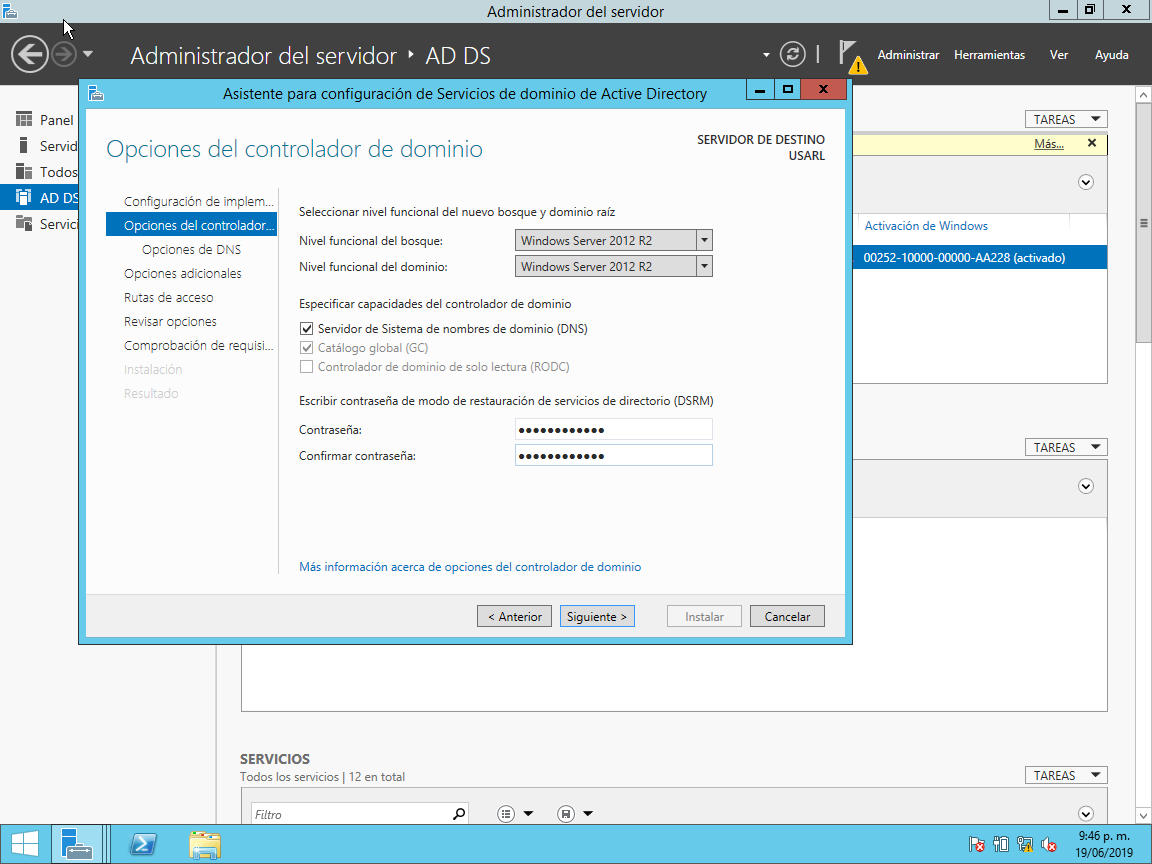 Administrador del servidor
Administrador del servidor ‣ AD DS
Administrar Herramientas Ver Ayuda
Asistente para configuración de Servicios de dominio de Active Directory
Opciones del controlador de dominio
SERVIDOR DE DESTINO
USARL
Panel
Servid
Todos
AD DS
Servici
Configuración de implem...
Opciones del controlador...
Opciones de DNS
Opciones adicionales
Rutas de acceso
Revisar opciones
Comprobación de requisi...
Instalación
Resultado
Seleccionar nivel funcional del nuevo bosque y dominio raíz
Nivel funcional del bosque: Windows Server 2012 R2
Nivel funcional del dominio: Windows Server 2012 R2
Especificar capacidades del controlador de dominio
Servidor de Sistema de nombres de dominio (DNS)
Catálogo global (GC)
Controlador de dominio de solo lectura (RODC)
Escribir contraseña de modo de restauración de servicios de directorio (DSRM)
Contraseña: ●●●●●●●●●●●●
Confirmar contraseña: ●●●●●●●●●●●●
Más información acerca de opciones del controlador de dominio
< Anterior Siguiente > Instalar Cancelar
TAREAS
Más...
Activación de Windows
00252-10000-00000-AA228 (activado)
TAREAS
SERVICIOS
Todos los servicios | 12 en total
TAREAS
Filtro
9:46 p. m.
19/06/2019